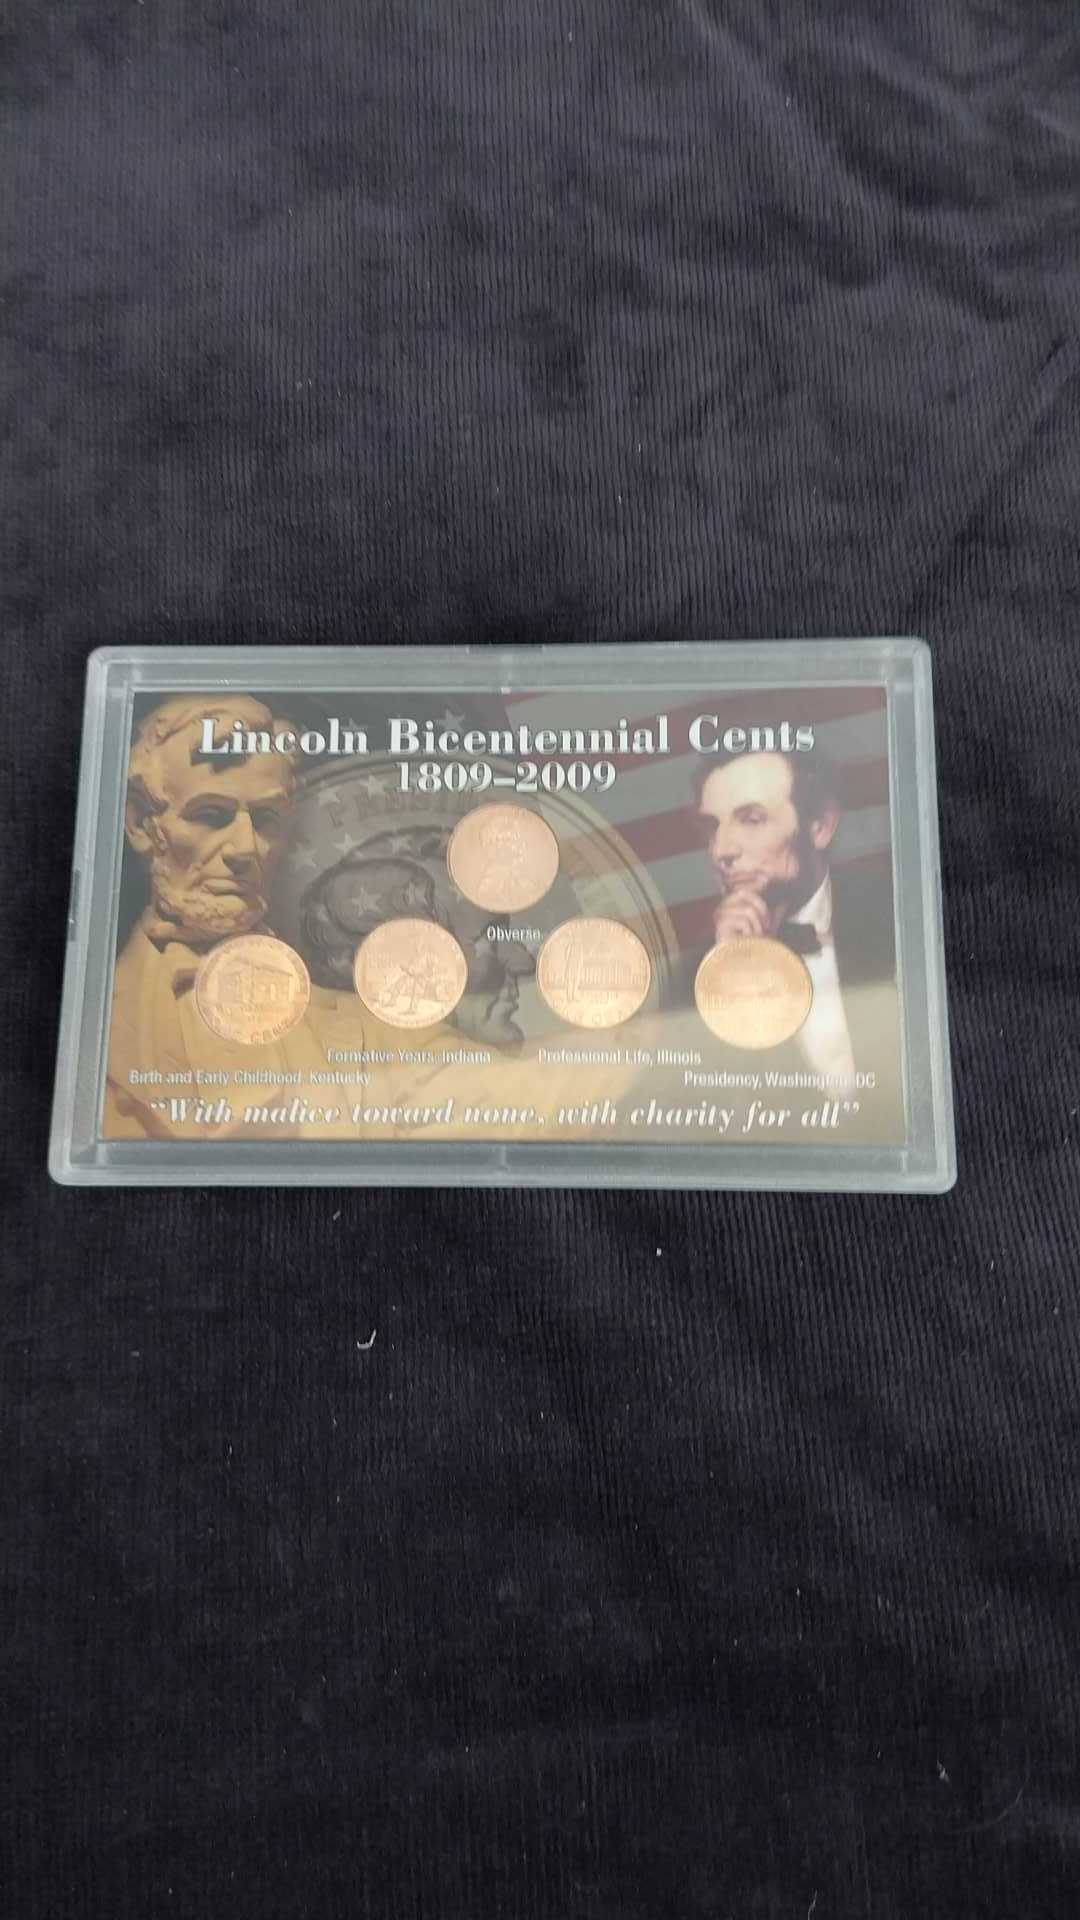 Lincoln Bicentennial Cents
1809–2009
Obverse
Formative Years, Indiana
Professional Life, Illinois
Birth and Early Childhood, Kentucky
Presidency, Washington, DC
“With malice toward none, with charity for all”